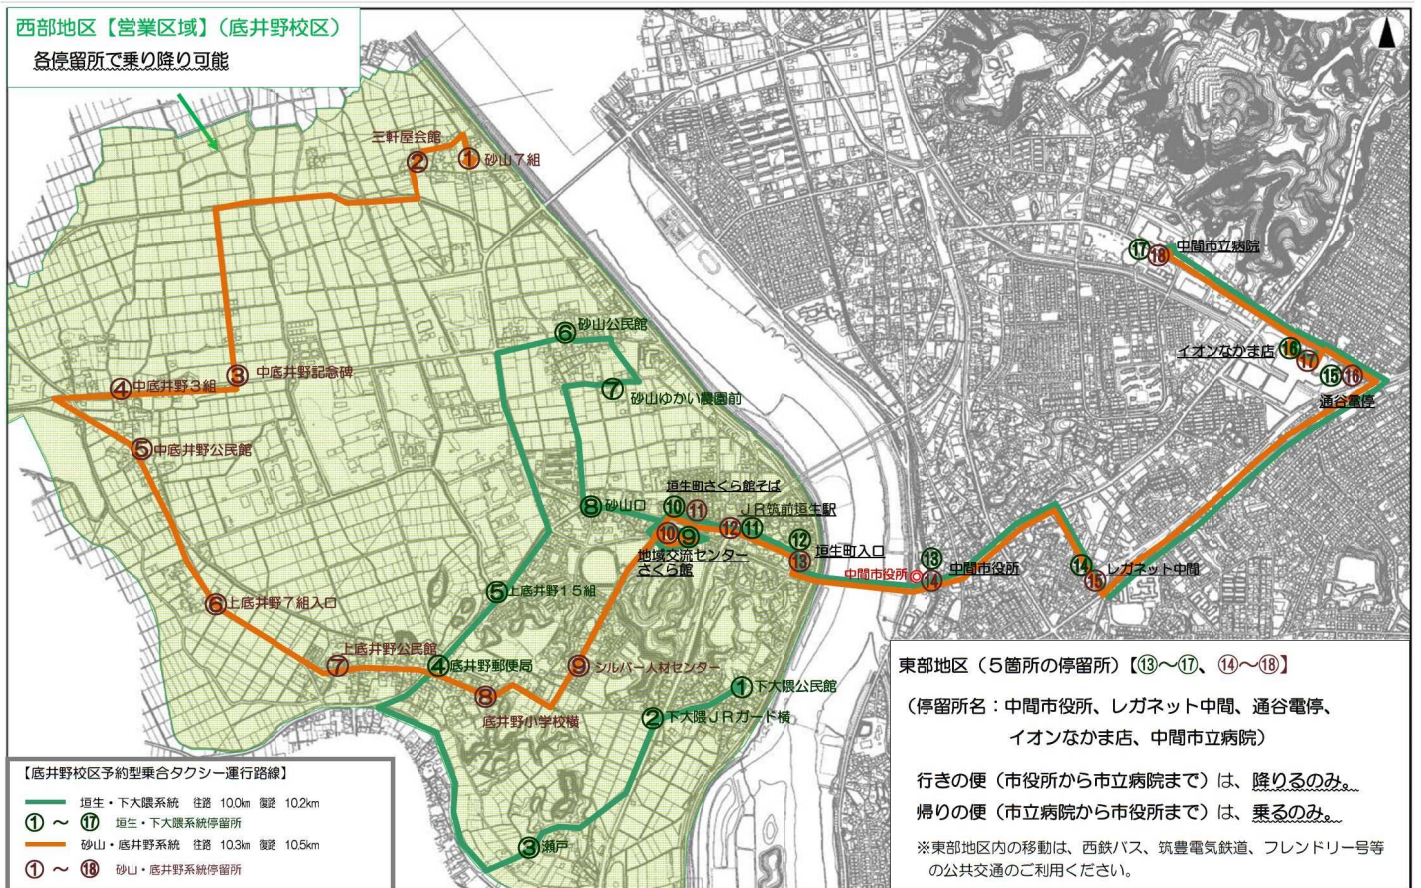 西部地区【営業区域】（底井野校区）
各停留所で乗り降り可能
三軒屋会館
② ① 砂山７組
⑰ ⑱ 中間市立病院
⑥ 砂山公民館
イオンなかま店 ⑯ ⑰
③ 中底井野記念碑
④ 中底井野３組
⑮ ⑯
通谷電停
⑦ 砂山ゆかい農園前
⑤ 中底井野公民館
垣生町さくら館そば
⑧ 砂山口
⑩ ⑪ ＪＲ筑前垣生駅
⑫ ⑪
⑩ ⑨
⑫ 垣生町入口
⑬
地域交流センター
さくら館
⑬
中間市役所◎ ⑭ 中間市役所
⑭ レガネット中間
⑮
⑤ 上底井野１５組
⑥ 上底井野７組入口
上底井野公民館
⑦ ④ 底井野郵便局
⑨ シルバー人材センター
⑧
底井野小学校横
① 下大隈公民館
② 下大隈ＪＲガード横
③ 瀬戸
東部地区（５箇所の停留所）【⑬～⑰、⑭～⑱】
（停留所名：中間市役所、レガネット中間、通谷電停、
イオンなかま店、中間市立病院）
行きの便（市役所から市立病院まで）は、降りるのみ。
帰りの便（市立病院から市役所まで）は、乗るのみ。
※東部地区内の移動は、西鉄バス、筑豊電気鉄道、フレンドリー号等
の公共交通のご利用ください。
【底井野校区予約型乗合タクシー運行路線】
垣生・下大隈系統 往路 10.0km 復路 10.2km
① ～ ⑰ 垣生・下大隈系統停留所
砂山・底井野系統 往路 10.3km 復路 10.5km
① ～ ⑱ 砂山・底井野系統停留所